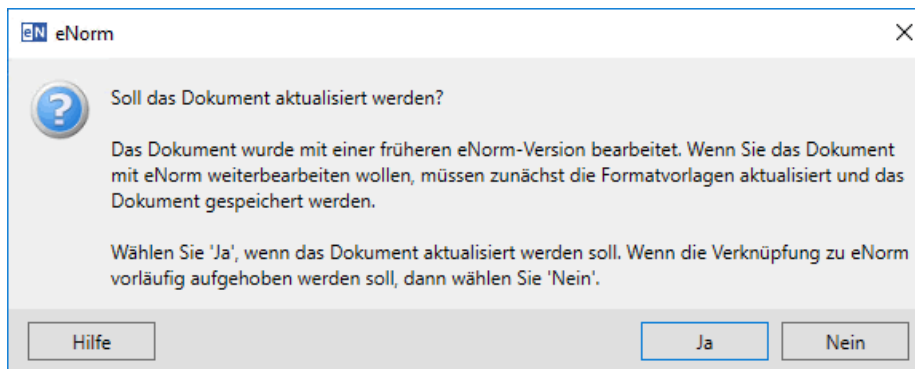 eN eNorm
Soll das Dokument aktualisiert werden?
Das Dokument wurde mit einer früheren eNorm-Version bearbeitet. Wenn Sie das Dokument
mit eNorm weiterbearbeiten wollen, müssen zunächst die Formatvorlagen aktualisiert und das
Dokument gespeichert werden.
Wählen Sie 'Ja', wenn das Dokument aktualisiert werden soll. Wenn die Verknüpfung zu eNorm
vorläufig aufgehoben werden soll, dann wählen Sie 'Nein'.
Hilfe Ja Nein